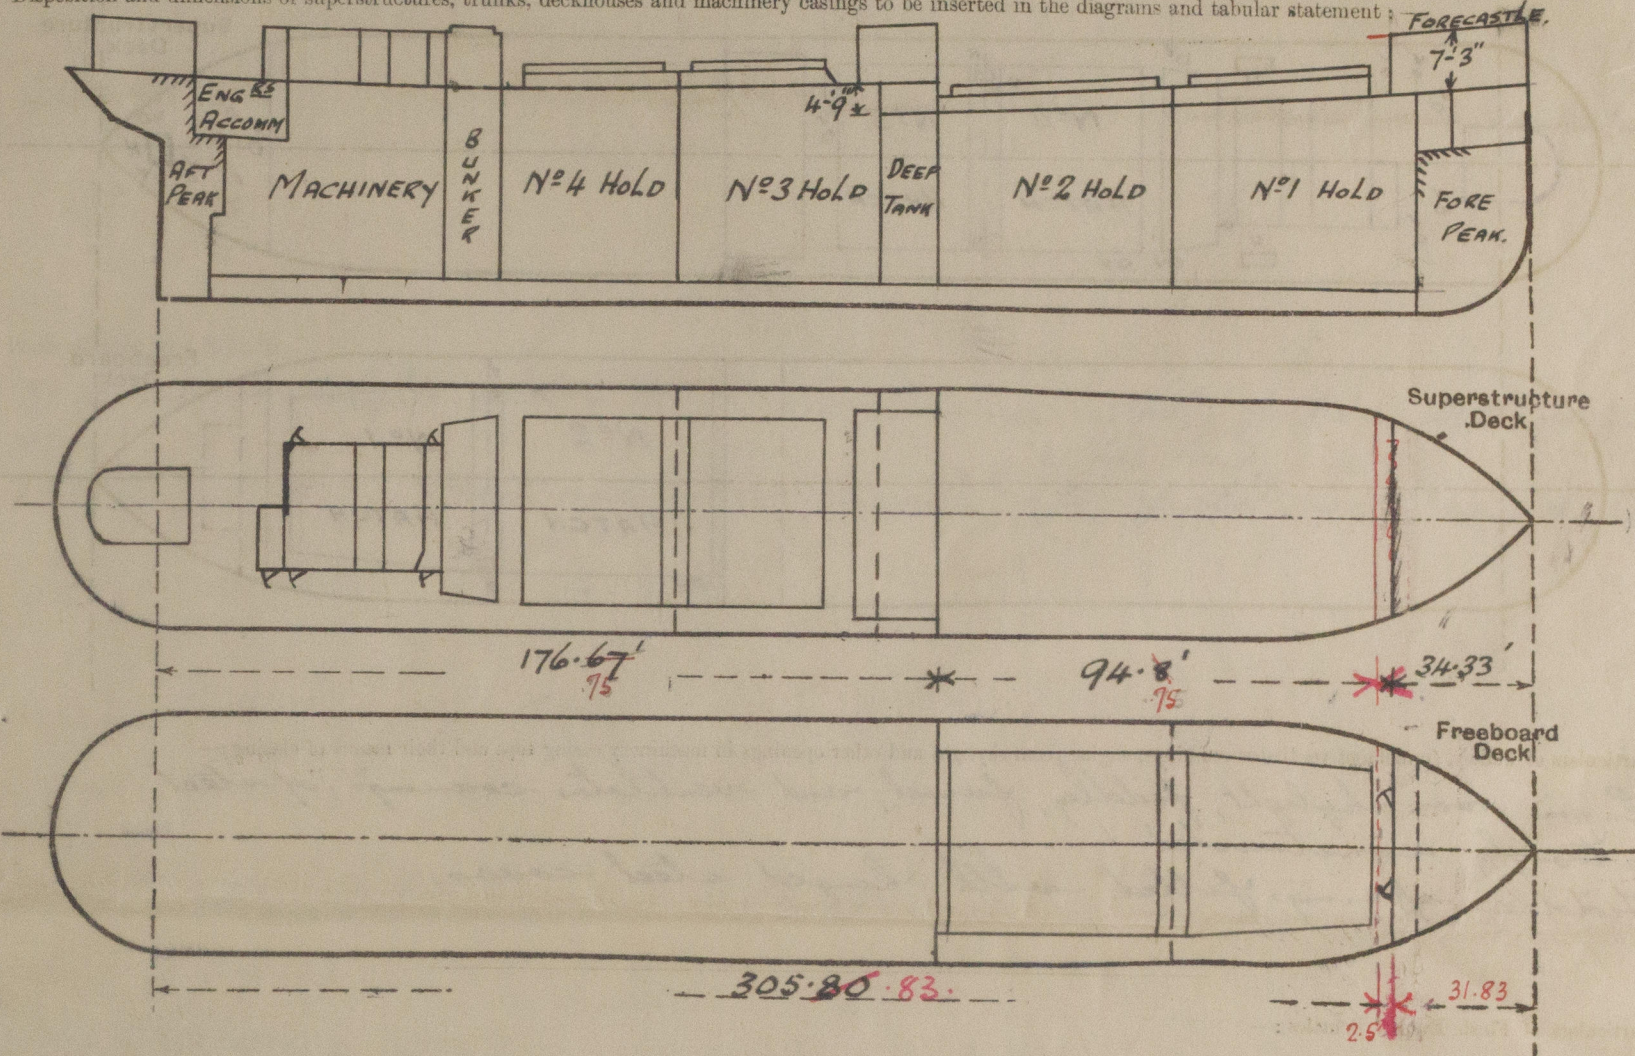 Disposition and dimensions of superstructures, trunks, deckhouses and machinery casings to be inserted in the diagrams and tabular statement:
FORECASTLE.
7'-3"
ENGRS
ACCOMM
4'-9"
AFT
PEAK
MACHINERY
BUNKER
No4 HOLD
No3 HOLD
DEEP
TANK
No2 HOLD
No1 HOLD
FORE
PEAK.
Superstructure
Deck
176.67'
75
94.8'
75
34.33'
Freeboard
Deck
305.80 .83.
31.83
2.5